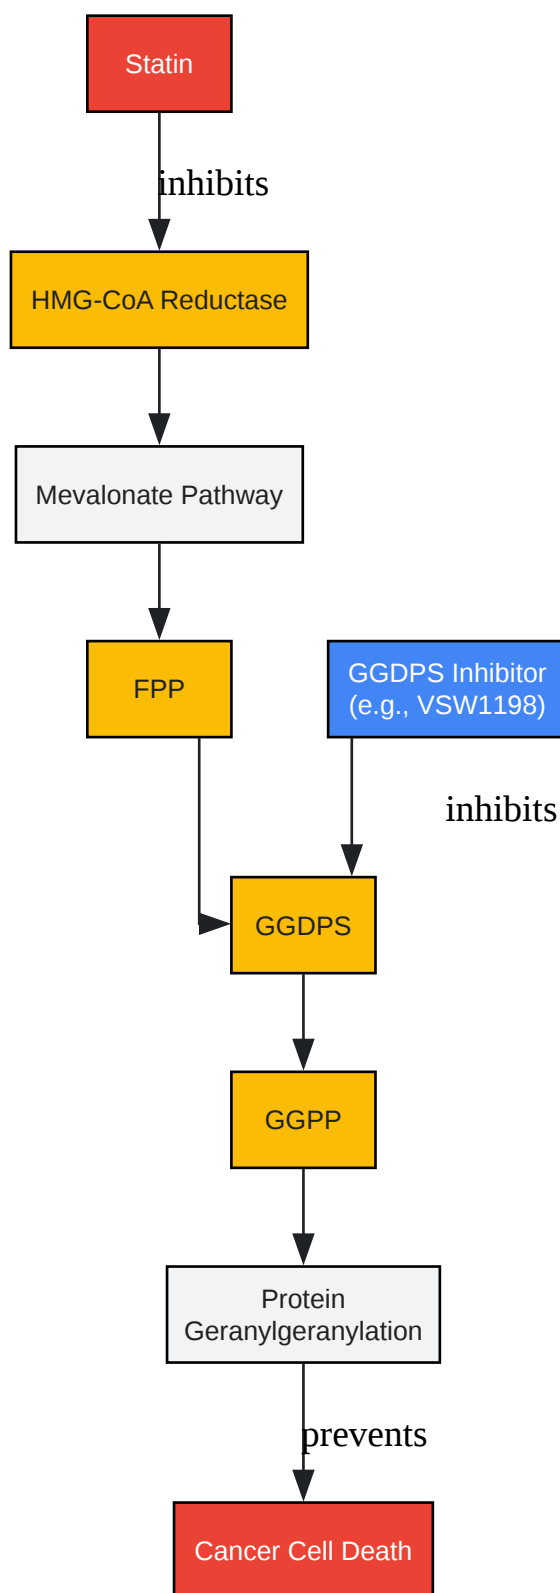 Statin
inhibits
HMG-CoA Reductase
Mevalonate Pathway
FPP
GGDPS Inhibitor
(e.g., VSW1198)
inhibits
GGDPS
GGPP
Protein
Geranylgeranylation
prevents
Cancer Cell Death